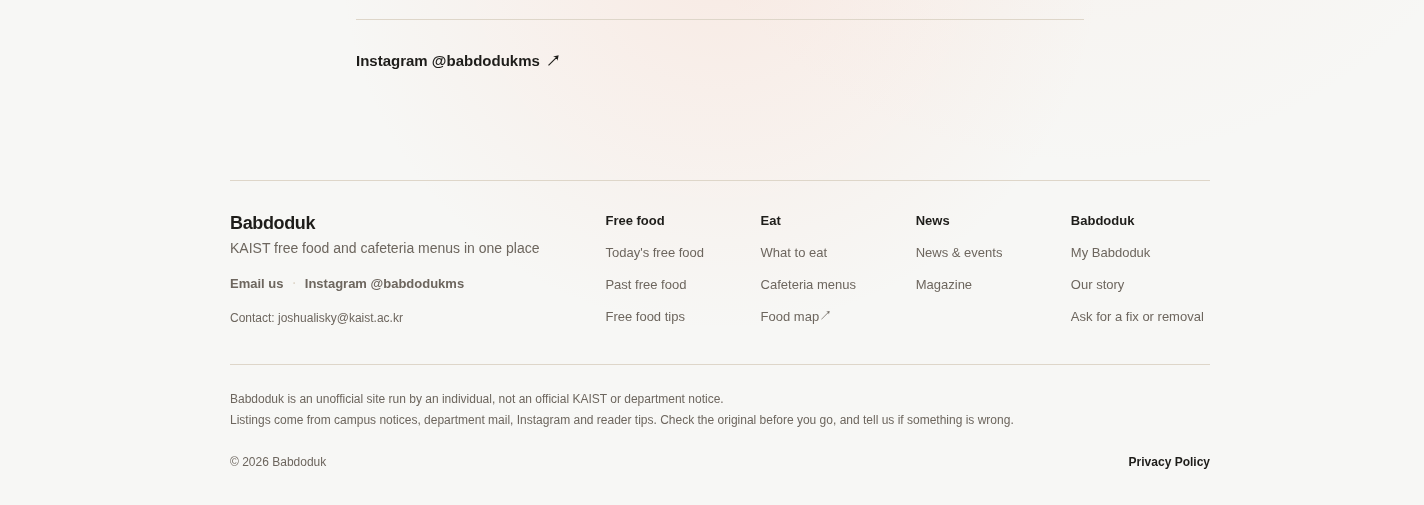 Instagram @babdodukms ↗
Babdoduk
KAIST free food and cafeteria menus in one place
Email us · Instagram @babdodukms
Contact: joshualisky@kaist.ac.kr
Free food
Today's free food
Past free food
Free food tips
Eat
What to eat
Cafeteria menus
Food map↗
News
News & events
Magazine
Babdoduk
My Babdoduk
Our story
Ask for a fix or removal
Babdoduk is an unofficial site run by an individual, not an official KAIST or department notice.
Listings come from campus notices, department mail, Instagram and reader tips. Check the original before you go, and tell us if something is wrong.
© 2026 Babdoduk
Privacy Policy